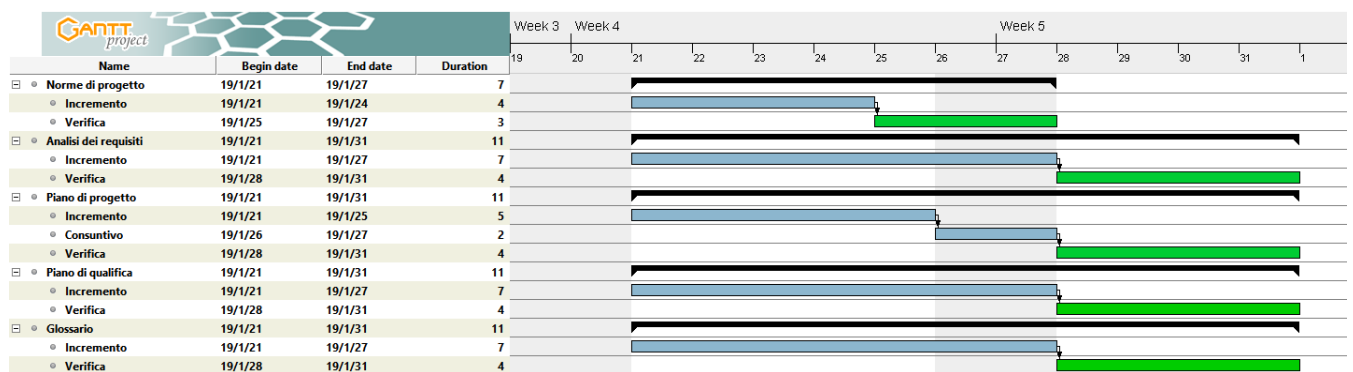 GANTT
project
Week 3 Week 4 Week 5
19 20 21 22 23 24 25 26 27 28 29 30 31 1
Name Begin date End date Duration
Norme di progetto 19/1/21 19/1/27 7
Incremento 19/1/21 19/1/24 4
Verifica 19/1/25 19/1/27 3
Analisi dei requisiti 19/1/21 19/1/31 11
Incremento 19/1/21 19/1/27 7
Verifica 19/1/28 19/1/31 4
Piano di progetto 19/1/21 19/1/31 11
Incremento 19/1/21 19/1/25 5
Consuntivo 19/1/26 19/1/27 2
Verifica 19/1/28 19/1/31 4
Piano di qualifica 19/1/21 19/1/31 11
Incremento 19/1/21 19/1/27 7
Verifica 19/1/28 19/1/31 4
Glossario 19/1/21 19/1/31 11
Incremento 19/1/21 19/1/27 7
Verifica 19/1/28 19/1/31 4